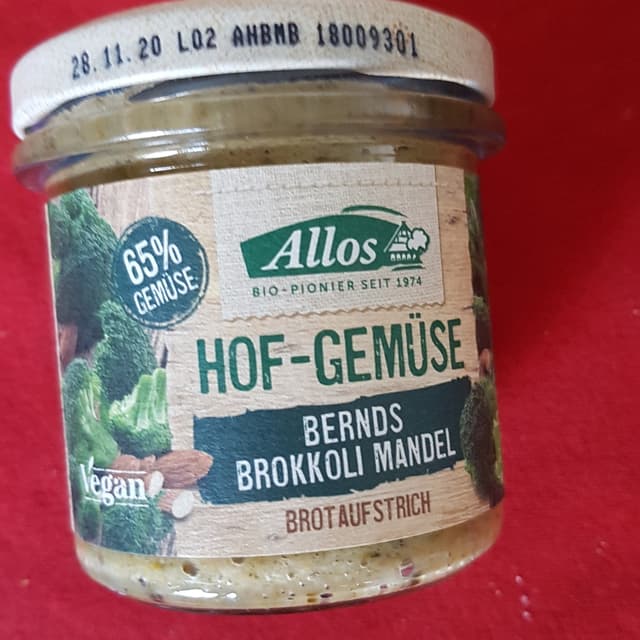 28.11.20 L02 AHBMB 18009301
65%
GEMÜSE
Allos
BIO-PIONIER SEIT 1974
HOF-GEMÜSE
BERNDS
BROKKOLI MANDEL
Vegan
BROTAUFSTRICH